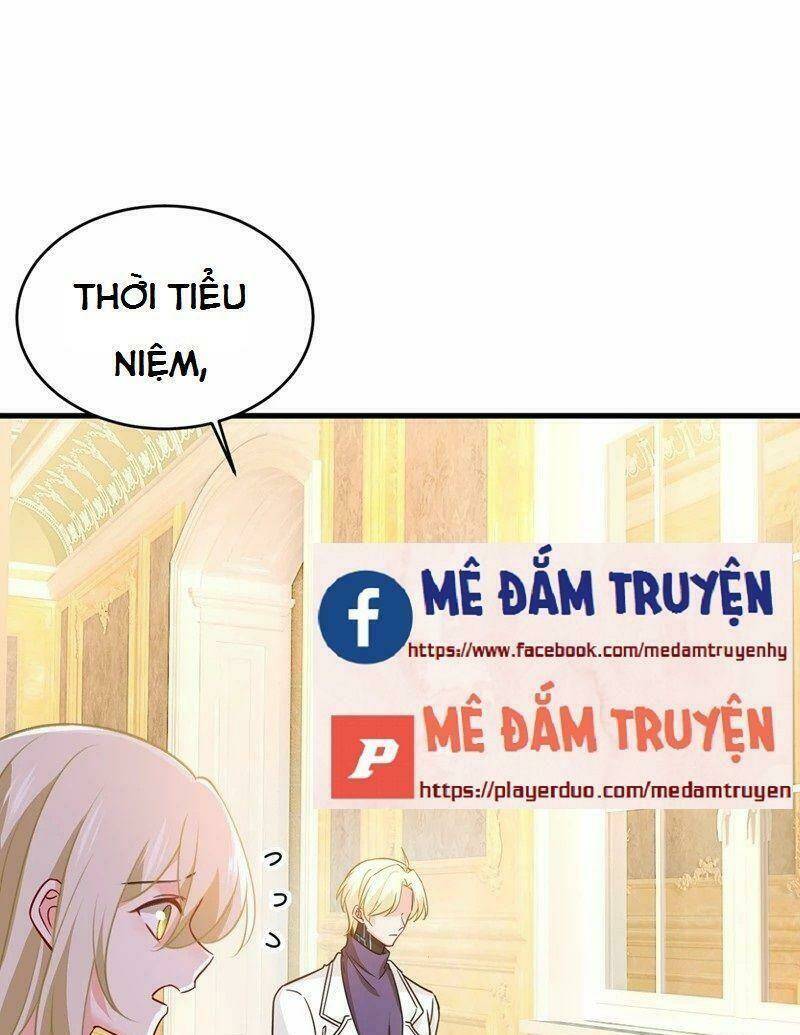 THỜI TIỂU
NIỆM,
MÊ ĐẮM TRUYỆN
https://www.facebook.com/medamtruyenhy
MÊ ĐẮM TRUYỆN
https://playerduo.com/medamtruyen